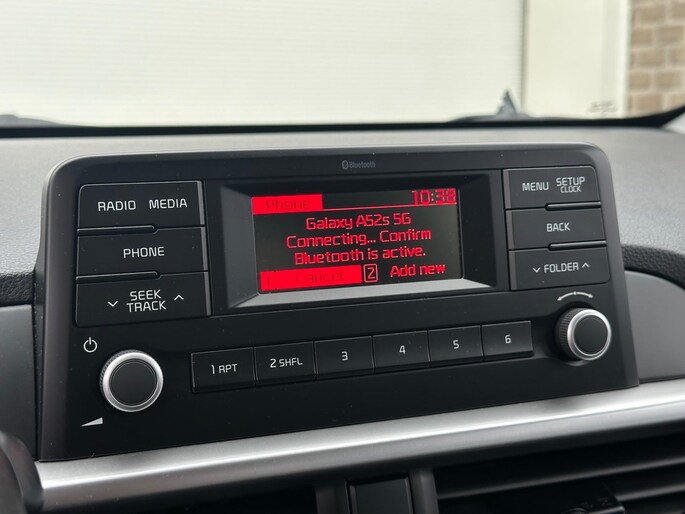 Bluetooth
RADIO MEDIA
PHONE
SEEK
TRACK
Phone 10:38
Galaxy A52s 5G
Connecting... Confirm
Bluetooth is active.
Cancel 2 Add new
MENU SETUP
CLOCK
BACK
FOLDER
1 RPT 2 SHFL 3 4 5 6